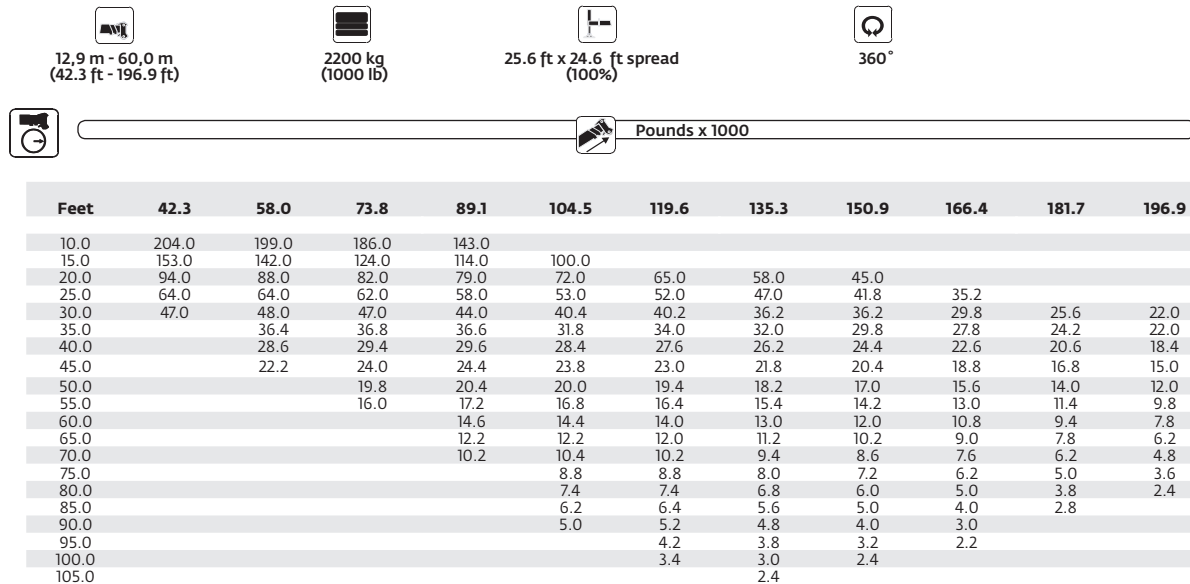 12,9 m - 60,0 m 2200 kg 25.6 ft x 24.6 ft spread 360˚
(42.3 ft - 196.9 ft) (1000 lb) (100%)
Pounds x 1000
Feet 42.3 58.0 73.8 89.1 104.5 119.6 135.3 150.9 166.4 181.7 196.9
10.0 204.0 199.0 186.0 143.0
15.0 153.0 142.0 124.0 114.0 100.0
20.0 94.0 88.0 82.0 79.0 72.0 65.0 58.0 45.0
25.0 64.0 64.0 62.0 58.0 53.0 52.0 47.0 41.8 35.2
30.0 47.0 48.0 47.0 44.0 40.4 40.2 36.2 36.2 29.8 25.6 22.0
35.0 36.4 36.8 36.6 31.8 34.0 32.0 29.8 27.8 24.2 22.0
40.0 28.6 29.4 29.6 28.4 27.6 26.2 24.4 22.6 20.6 18.4
45.0 22.2 24.0 24.4 23.8 23.0 21.8 20.4 18.8 16.8 15.0
50.0 19.8 20.4 20.0 19.4 18.2 17.0 15.6 14.0 12.0
55.0 16.0 17.2 16.8 16.4 15.4 14.2 13.0 11.4 9.8
60.0 14.6 14.4 14.0 13.0 12.0 10.8 9.4 7.8
65.0 12.2 12.2 12.0 11.2 10.2 9.0 7.8 6.2
70.0 10.2 10.4 10.2 9.4 8.6 7.6 6.2 4.8
75.0 8.8 8.8 8.0 7.2 6.2 5.0 3.6
80.0 7.4 7.4 6.8 6.0 5.0 3.8 2.4
85.0 6.2 6.4 5.6 5.0 4.0 2.8
90.0 5.0 5.2 4.8 4.0 3.0
95.0 4.2 3.8 3.2 2.2
100.0 3.4 3.0 2.4
105.0 2.4